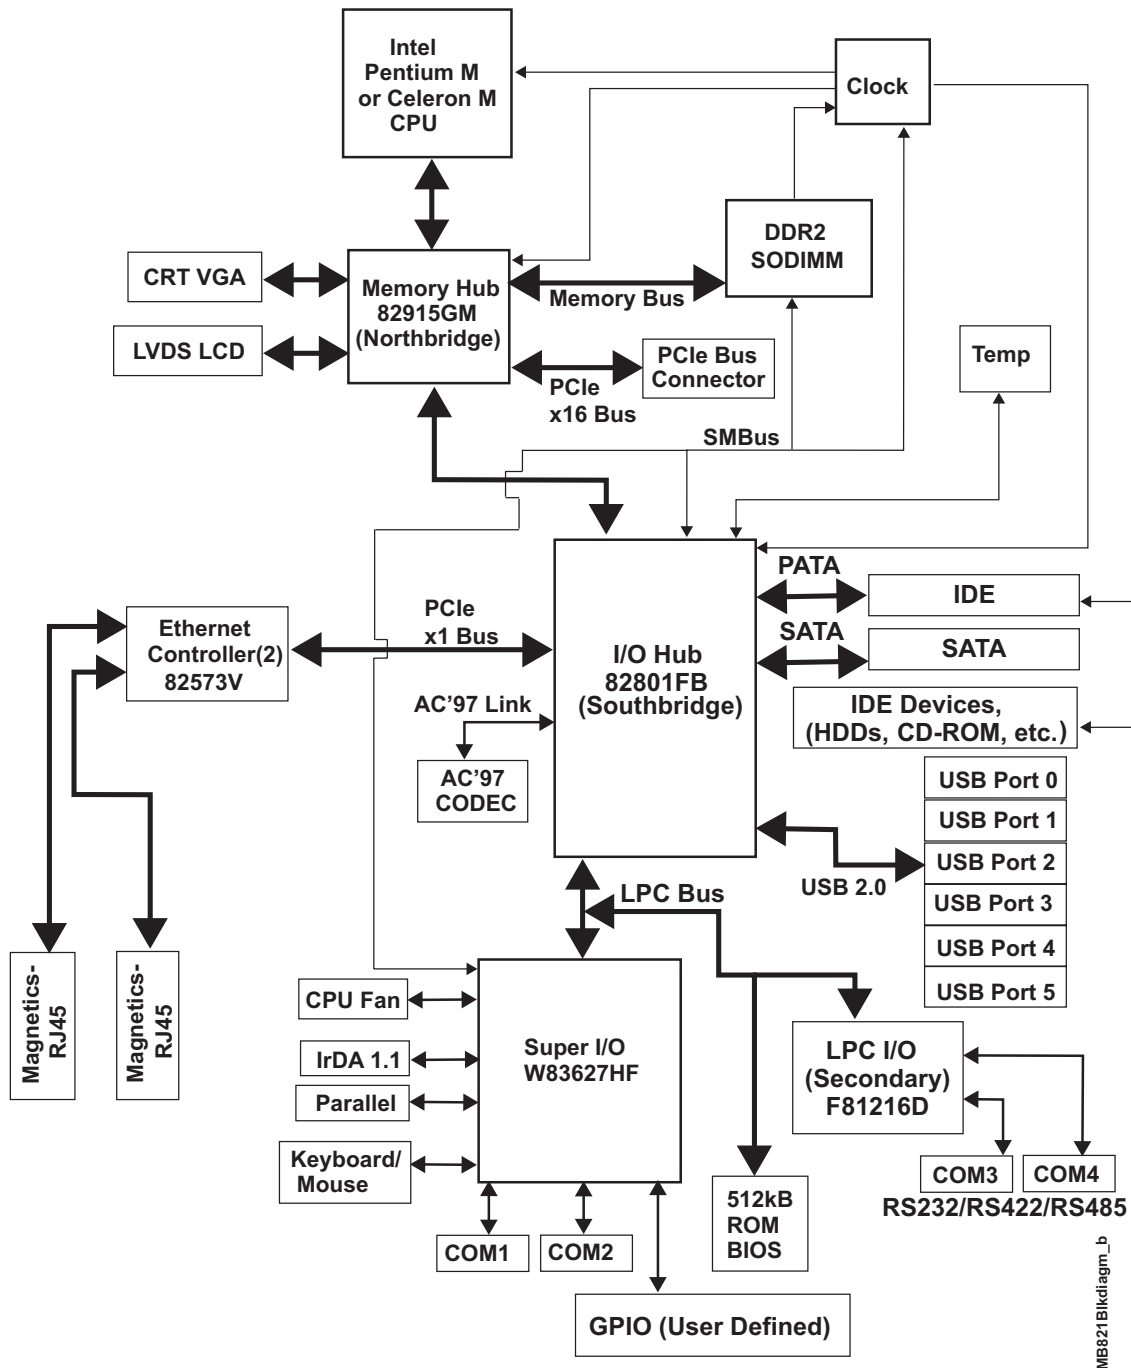 Intel
Pentium M
or Celeron M
CPU
Clock
DDR2
SODIMM
CRT VGA
Memory Hub
82915GM
(Northbridge)
Memory Bus
LVDS LCD
PCIe Bus
Connector
Temp
PCIe
x16 Bus
SMBus
PATA
IDE
PCIe
x1 Bus
Ethernet
Controller(2)
82573V
SATA
SATA
I/O Hub
82801FB
(Southbridge)
AC'97 Link
IDE Devices,
(HDDs, CD-ROM, etc.)
AC'97
CODEC
USB Port 0
USB Port 1
USB Port 2
USB Port 3
USB Port 4
USB Port 5
USB 2.0
LPC Bus
Magnetics-
RJ45
Magnetics-
RJ45
CPU Fan
IrDA 1.1
Parallel
Keyboard/
Mouse
Super I/O
W83627HF
LPC I/O
(Secondary)
F81216D
COM3
COM4
RS232/RS422/RS485
512kB
ROM
BIOS
COM1
COM2
GPIO (User Defined)
MB821Blkdiagm_b